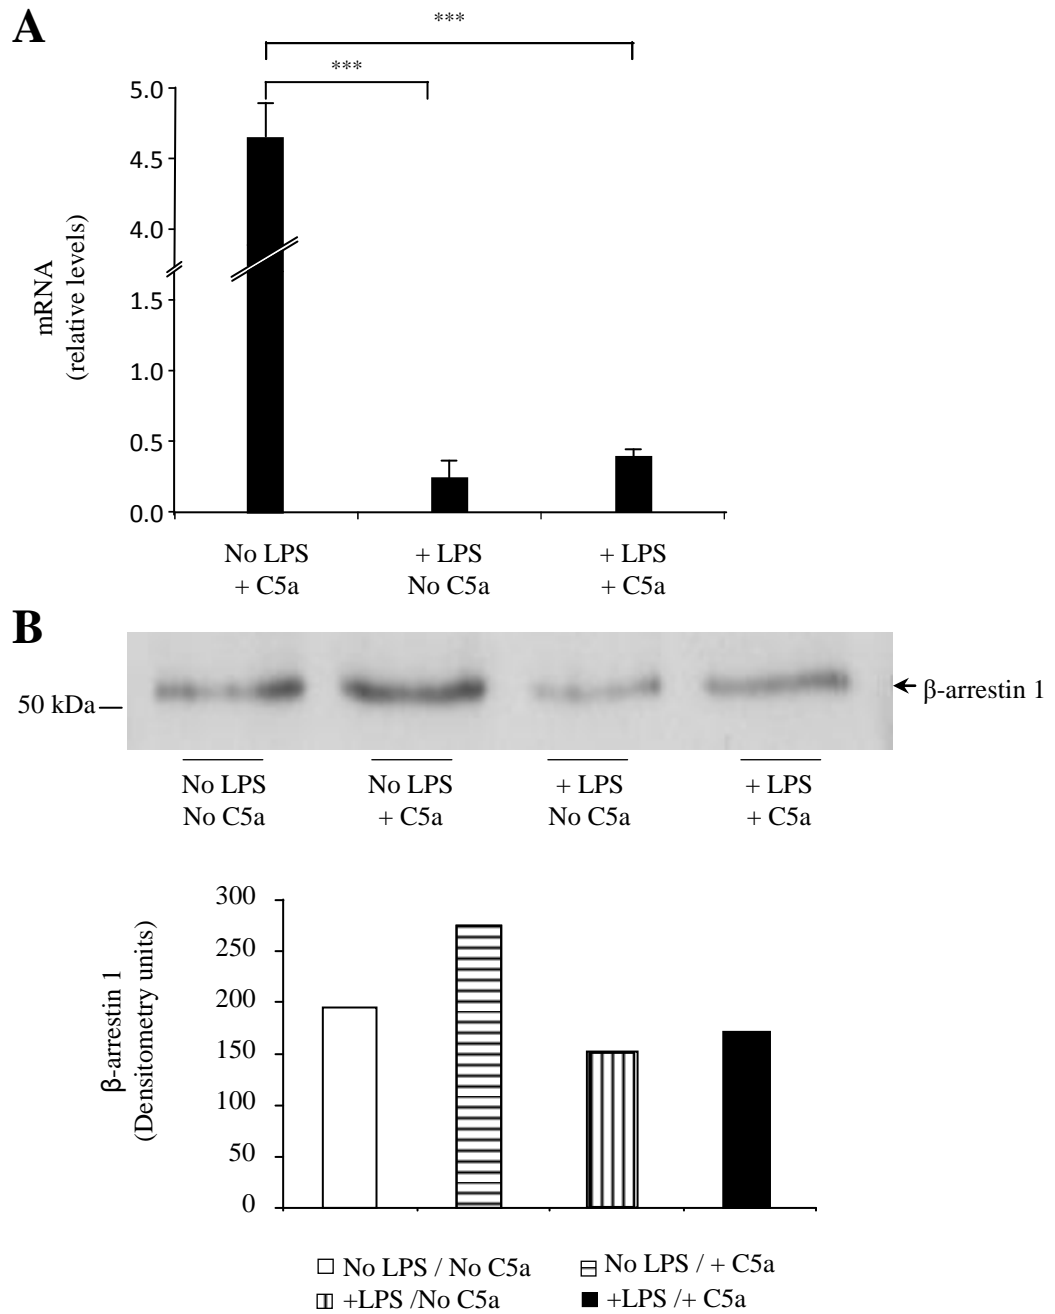 A
***
***
5.0
4.5
4.0
1.5
1.0
0.5
0.0
mRNA
(relative levels)
No LPS
+ C5a
+ LPS
No C5a
+ LPS
+ C5a
B
50 kDa
β-arrestin 1
No LPS
No C5a
No LPS
+ C5a
+ LPS
No C5a
+ LPS
+ C5a
300
250
200
150
100
50
0
β-arrestin 1
(Densitometry units)
No LPS / No C5a
No LPS / + C5a
+LPS /No C5a
+LPS /+ C5a